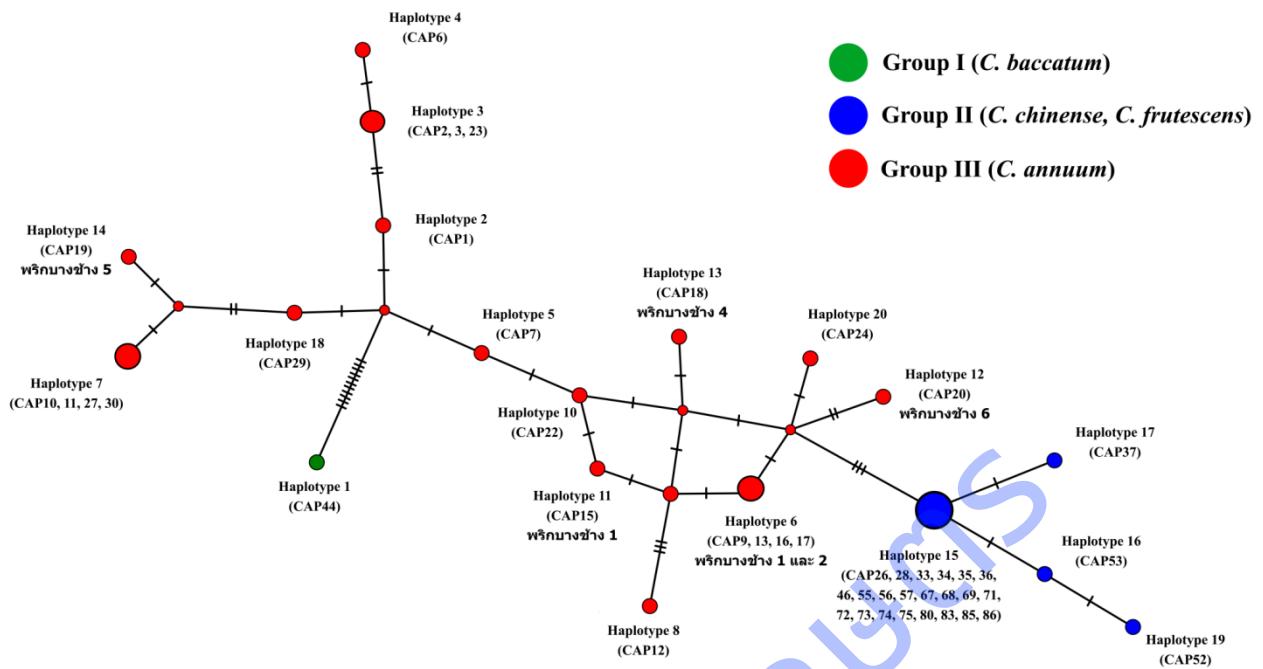 Haplotype 4
(CAP6)
Group I (C. baccatum)
Group II (C. chinense, C. frutescens)
Group III (C. annuum)
Haplotype 3
(CAP2, 3, 23)
Haplotype 2
(CAP1)
Haplotype 14
(CAP19)
พริกบางช้าง 5
Haplotype 13
(CAP18)
พริกบางช้าง 4
Haplotype 5
(CAP7)
Haplotype 20
(CAP24)
Haplotype 18
(CAP29)
Haplotype 7
(CAP10, 11, 27, 30)
Haplotype 12
(CAP20)
พริกบางช้าง 6
Haplotype 10
(CAP22)
Haplotype 17
(CAP37)
Haplotype 1
(CAP44)
Haplotype 11
(CAP15)
พริกบางช้าง 1
Haplotype 6
(CAP9, 13, 16, 17)
พริกบางช้าง 1 และ 2
Haplotype 15
(CAP26, 28, 33, 34, 35, 36,
46, 55, 56, 57, 67, 68, 69, 71,
72, 73, 74, 75, 80, 83, 85, 86)
Haplotype 16
(CAP53)
Haplotype 8
(CAP12)
Haplotype 19
(CAP52)